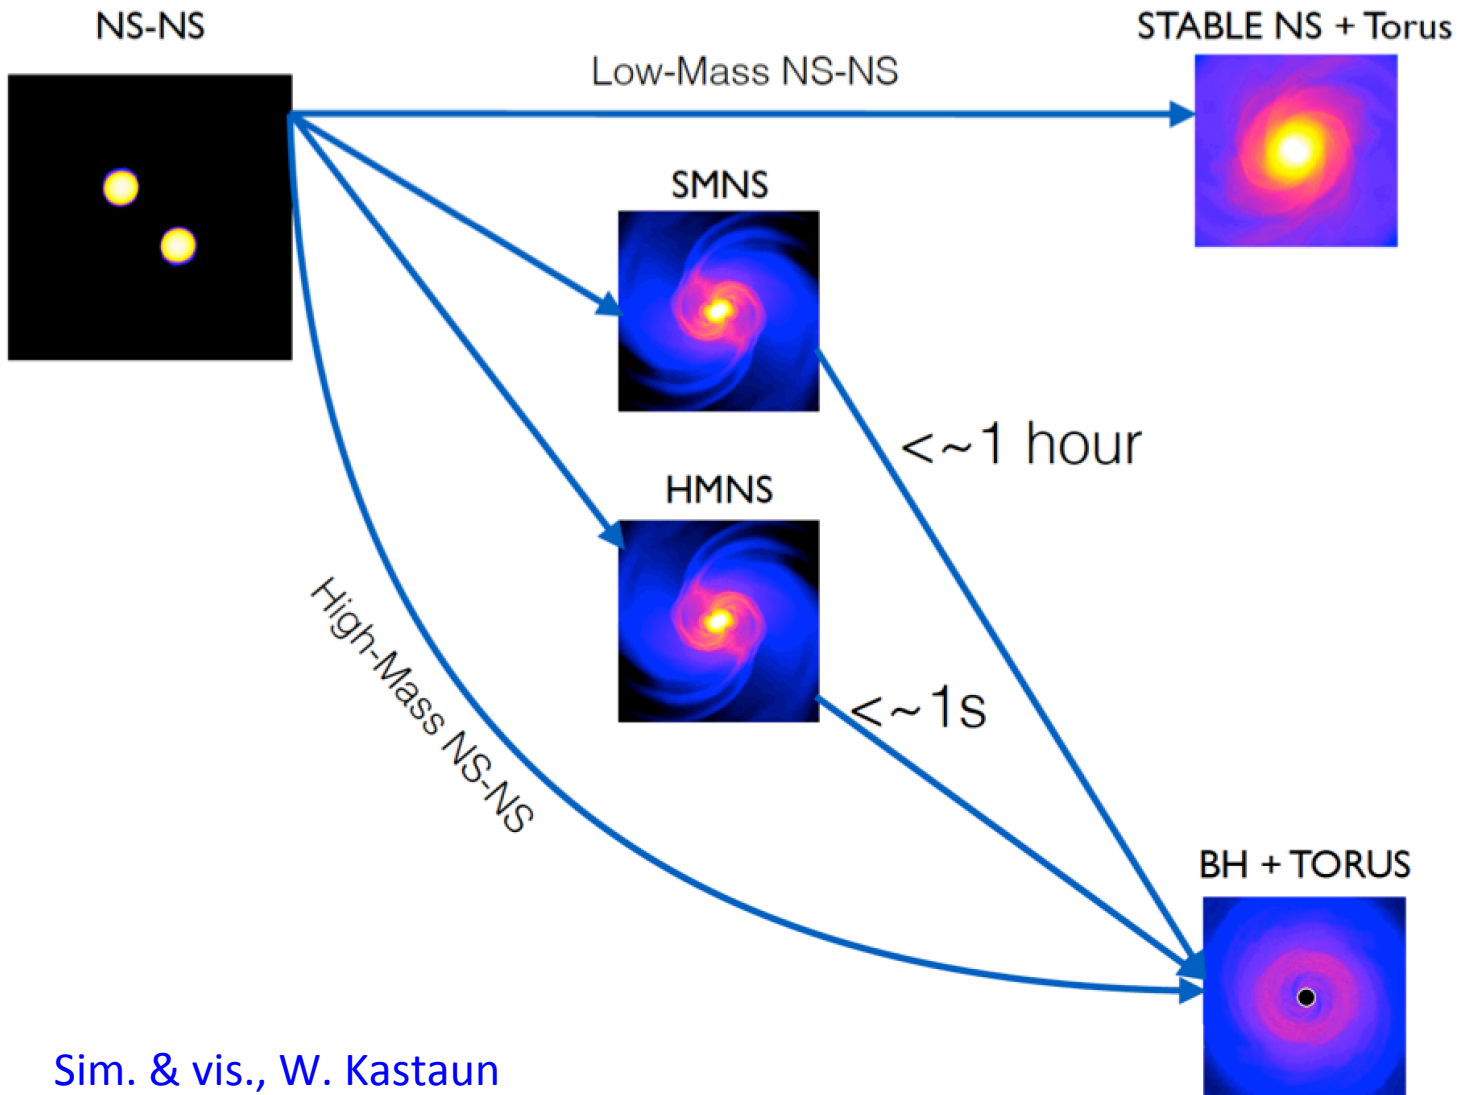 NS-NS
STABLE NS + Torus
Low-Mass NS-NS
SMNS
<~1 hour
HMNS
<~1s
High-Mass NS-NS
BH + TORUS
Sim. & vis., W. Kastaun